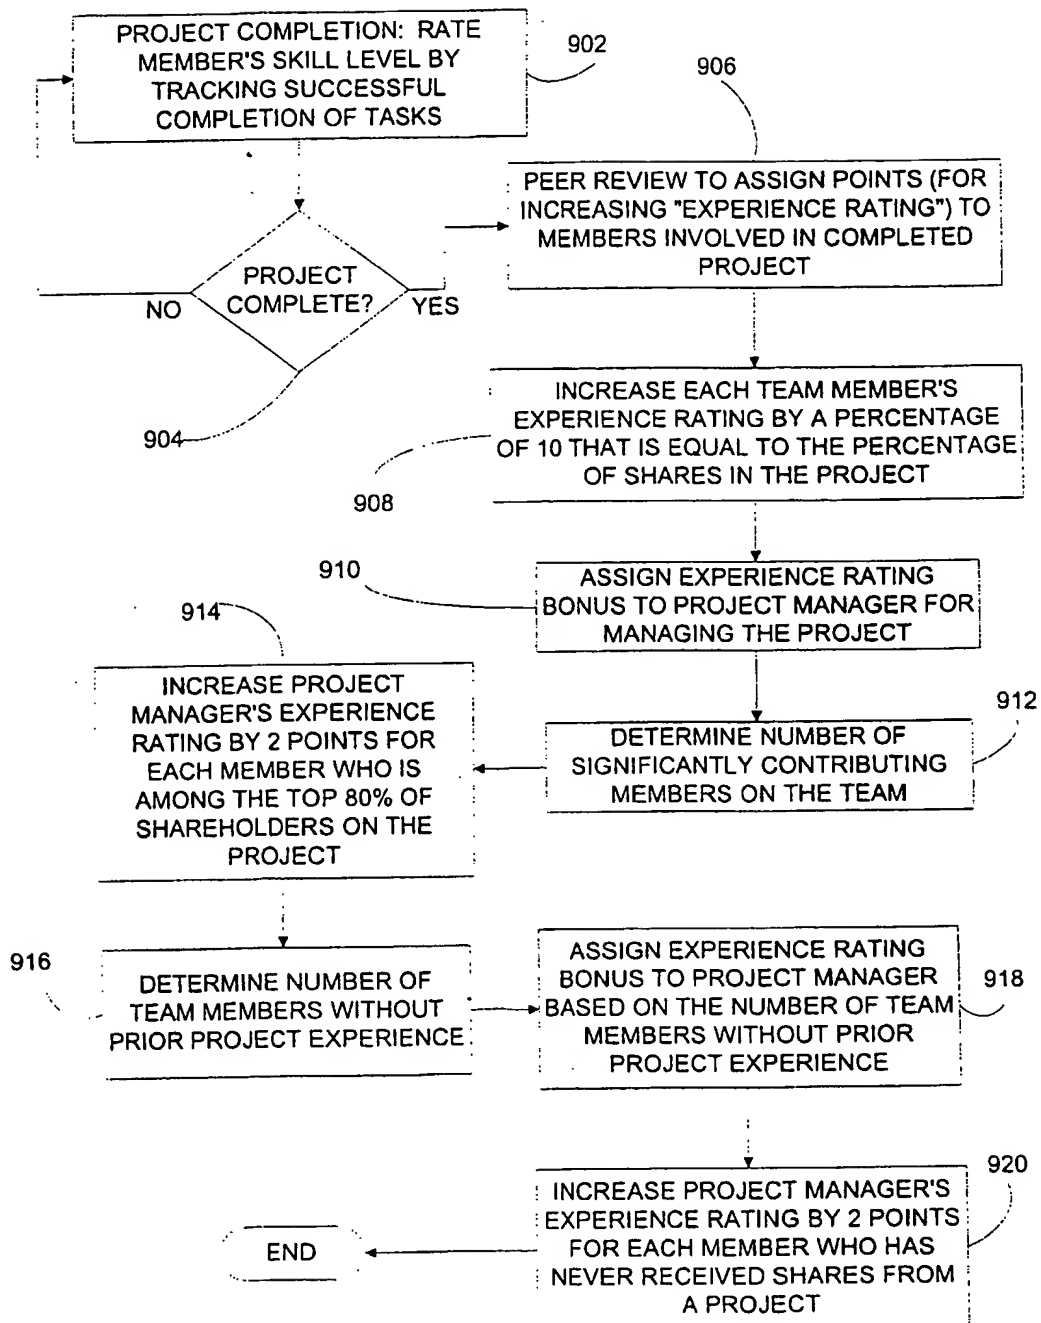 PROJECT COMPLETION: RATE
MEMBER'S SKILL LEVEL BY
TRACKING SUCCESSFUL
COMPLETION OF TASKS
902
906
PEER REVIEW TO ASSIGN POINTS (FOR
INCREASING "EXPERIENCE RATING") TO
MEMBERS INVOLVED IN COMPLETED
PROJECT
PROJECT
COMPLETE?
NO
YES
904
INCREASE EACH TEAM MEMBER'S
EXPERIENCE RATING BY A PERCENTAGE
OF 10 THAT IS EQUAL TO THE PERCENTAGE
OF SHARES IN THE PROJECT
908
910
ASSIGN EXPERIENCE RATING
BONUS TO PROJECT MANAGER FOR
MANAGING THE PROJECT
912
DETERMINE NUMBER OF
SIGNIFICANTLY CONTRIBUTING
MEMBERS ON THE TEAM
914
INCREASE PROJECT
MANAGER'S EXPERIENCE
RATING BY 2 POINTS FOR
EACH MEMBER WHO IS
AMONG THE TOP 80% OF
SHAREHOLDERS ON THE
PROJECT
916
DETERMINE NUMBER OF
TEAM MEMBERS WITHOUT
PRIOR PROJECT EXPERIENCE
ASSIGN EXPERIENCE RATING
BONUS TO PROJECT MANAGER
BASED ON THE NUMBER OF TEAM
MEMBERS WITHOUT PRIOR
PROJECT EXPERIENCE
918
920
INCREASE PROJECT MANAGER'S
EXPERIENCE RATING BY 2 POINTS
FOR EACH MEMBER WHO HAS
NEVER RECEIVED SHARES FROM
A PROJECT
END